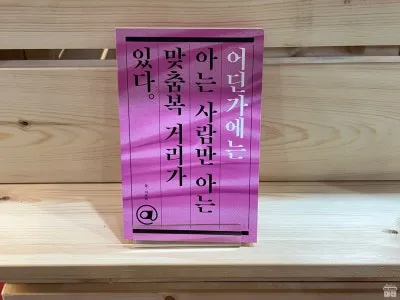 어딘가에는
아는 사람만 아는
맞춤복 거리가
있다。
@